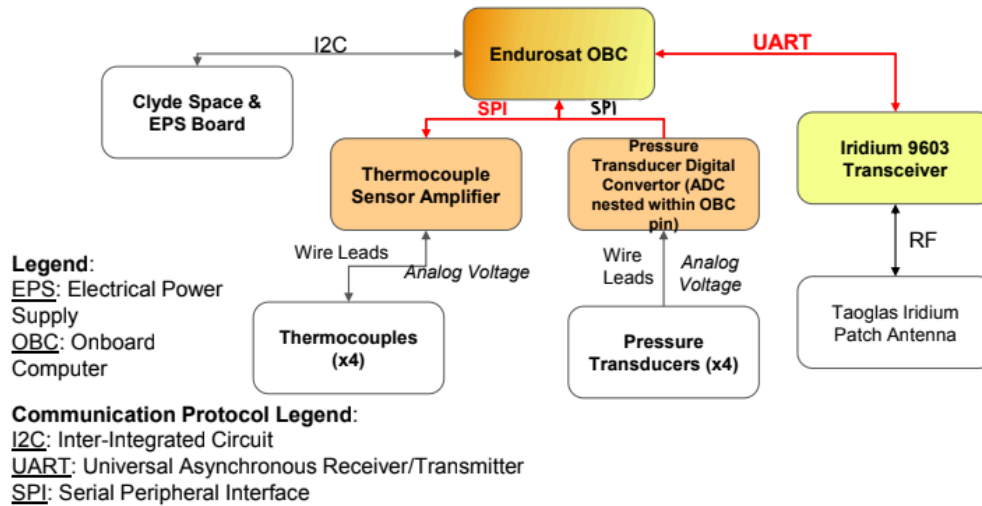 I2C
Endurosat OBC
UART
Clyde Space &
EPS Board
SPI
SPI
Thermocouple
Sensor Amplifier
Pressure
Transducer Digital
Convertor (ADC
nested within OBC
pin)
Iridium 9603
Transceiver
Wire Leads
Analog Voltage
Wire
Leads
Analog
Voltage
RF
Legend:
EPS: Electrical Power
Supply
OBC: Onboard
Computer
Thermocouples
(x4)
Pressure
Transducers (x4)
Taoglas Iridium
Patch Antenna
Communication Protocol Legend:
I2C: Inter-Integrated Circuit
UART: Universal Asynchronous Receiver/Transmitter
SPI: Serial Peripheral Interface